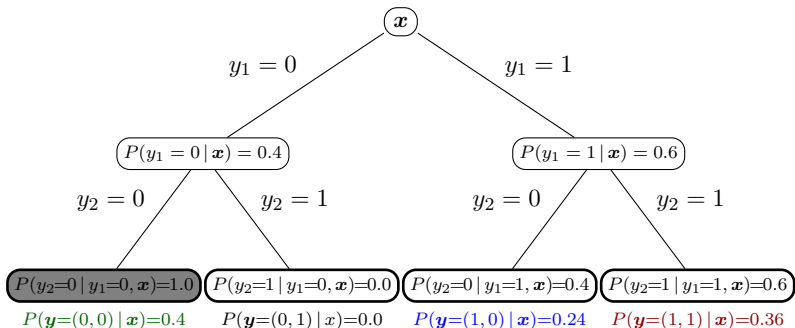 x
y₁ = 0
y₁ = 1
P(y₁ = 0 | x) = 0.4
P(y₁ = 1 | x) = 0.6
y₂ = 0
y₂ = 1
y₂ = 0
y₂ = 1
P(y₂=0 | y₁=0, x)=1.0
P(y₂=1 | y₁=0, x)=0.0
P(y₂=0 | y₁=1, x)=0.4
P(y₂=1 | y₁=1, x)=0.6
P(y=(0, 0) | x)=0.4
P(y=(0, 1) | x)=0.0
P(y=(1, 0) | x)=0.24
P(y=(1, 1) | x)=0.36